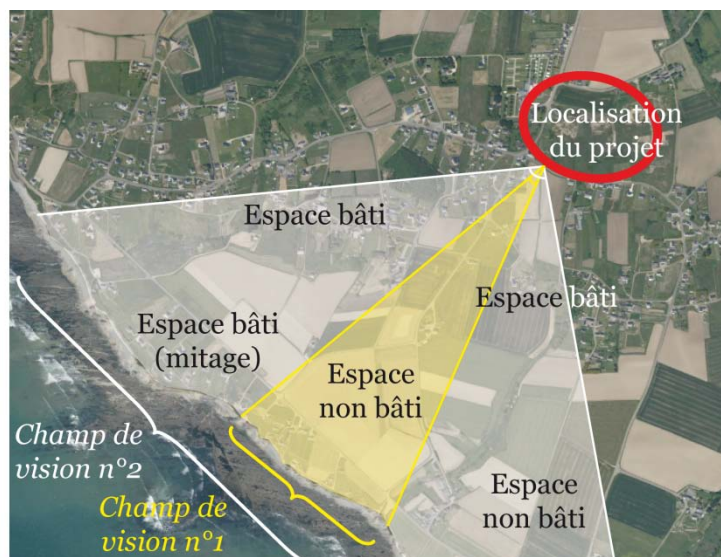 Localisation
du projet
Espace bâti
Espace bâti
Espace bâti
(mitage)
Espace
non bâti
Champ de
vision n°2
Espace
non bâti
Champ de
vision n°1